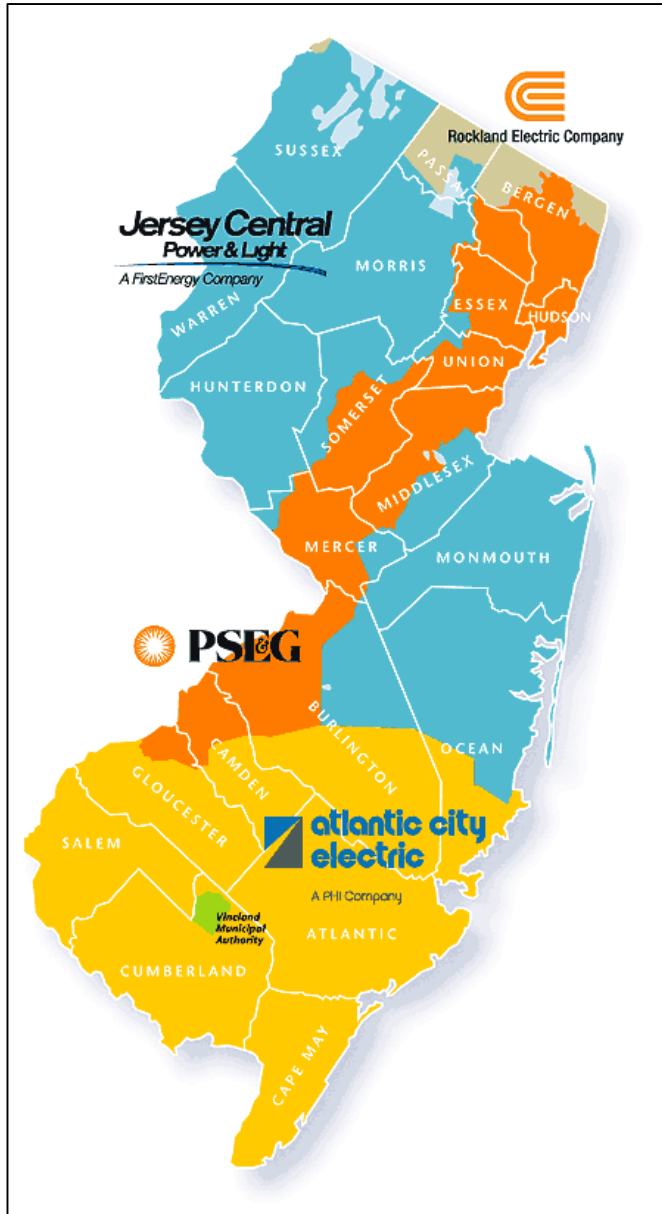 Rockland Electric Company
SUSSEX
PASSAIC
BERGEN
Jersey Central
Power & Light
A FirstEnergy Company
MORRIS
WARREN
ESSEX
HUDSON
UNION
HUNTERDON
SOMERSET
MIDDLESEX
MERCER
MONMOUTH
PSE&G
BURLINGTON
OCEAN
CAMDEN
GLOUCESTER
atlantic city
electric
A PHI Company
SALEM
Vineland
Municipal
Authority
ATLANTIC
CUMBERLAND
CAPE MAY